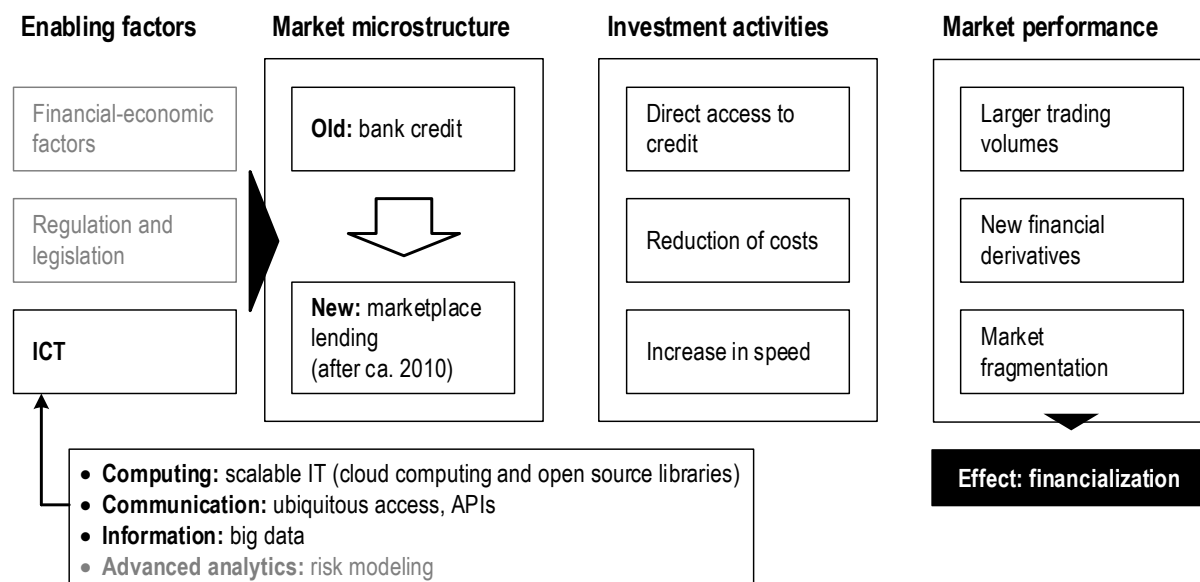 Enabling factors
Market microstructure
Investment activities
Market performance
Financial-economic
factors
Regulation and
legislation
ICT
Old: bank credit
New: marketplace
lending
(after ca. 2010)
Direct access to
credit
Reduction of costs
Increase in speed
Larger trading
volumes
New financial
derivatives
Market
fragmentation
Effect: financialization
• Computing: scalable IT (cloud computing and open source libraries)
• Communication: ubiquitous access, APIs
• Information: big data
• Advanced analytics: risk modeling